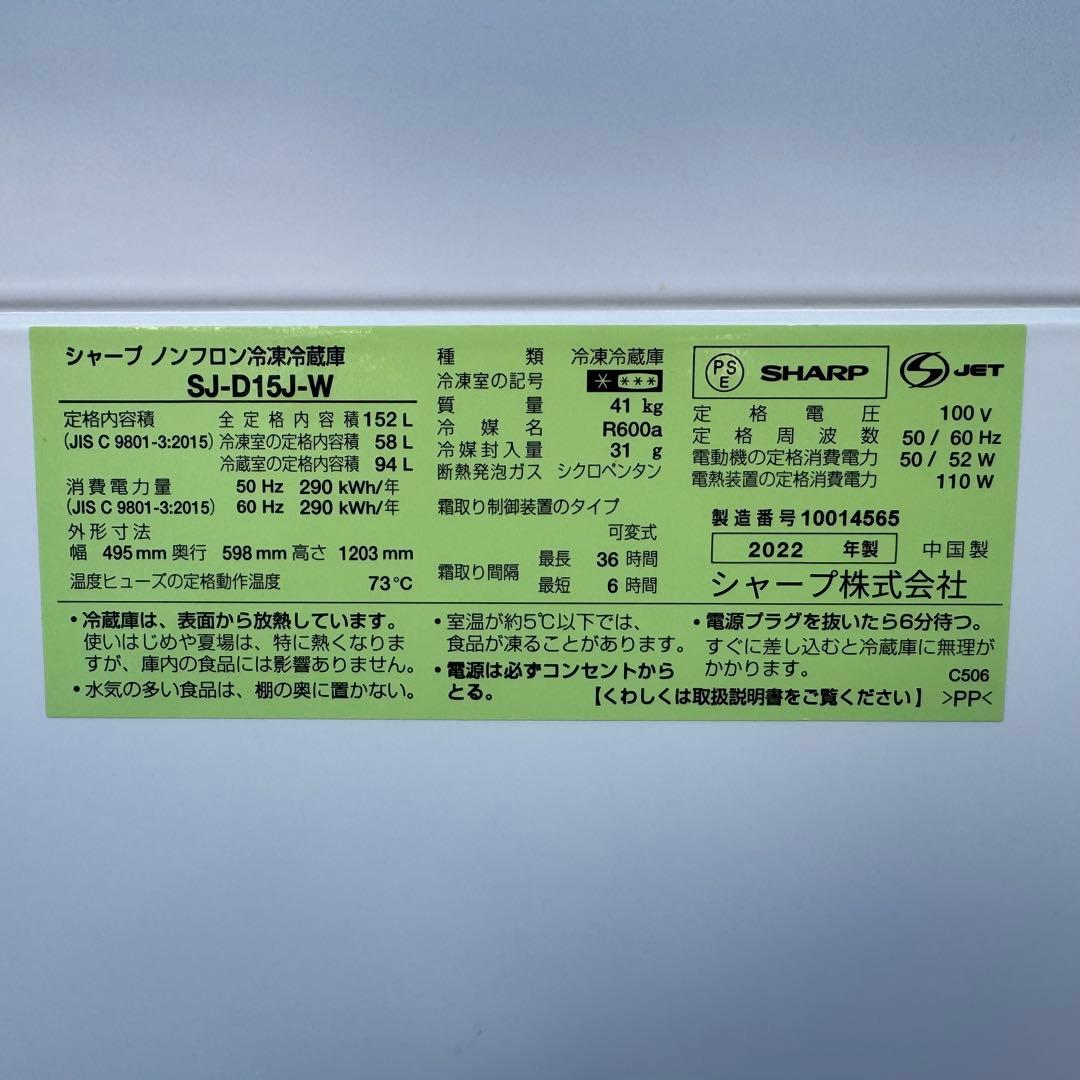 シャープ ノンフロン冷凍冷蔵庫
SJ-D15J-W
定格内容積 全定格内容積 152 L
(JIS C 9801-3:2015) 冷凍室の定格内容積 58 L
冷蔵室の定格内容積 94 L
消費電力量 50 Hz 290 kWh/年
(JIS C 9801-3:2015) 60 Hz 290 kWh/年
外形寸法
幅 495 mm 奥行 598 mm 高さ 1203 mm
温度ヒューズの定格動作温度 73℃
種類 冷凍冷蔵庫
冷凍室の記号 * ***
質量 41 kg
冷媒名 R600a
冷媒封入量 31 g
断熱発泡ガス シクロペンタン
霜取り制御装置のタイプ
可変式
霜取り間隔 最長 36 時間
最短 6 時間
PSE SHARP JET
定格電圧 100 V
定格周波数 50 / 60 Hz
電動機の定格消費電力 50 / 52 W
電熱装置の定格消費電力 110 W
製造番号 10014565
2022 年製 中国製
シャープ株式会社
・冷蔵庫は、表面から放熱しています。
使いはじめや夏場は、特に熱くなりま
すが、庫内の食品には影響ありません。
・水気の多い食品は、棚の奥に置かない。
・室温が約5℃以下では、
食品が凍ることがあります。
・電源は必ずコンセントから
とる。
・電源プラグを抜いたら6分待つ。
すぐに差し込むと冷蔵庫に無理が
かかります。
C506
【くわしくは取扱説明書をご覧ください】 >PP<